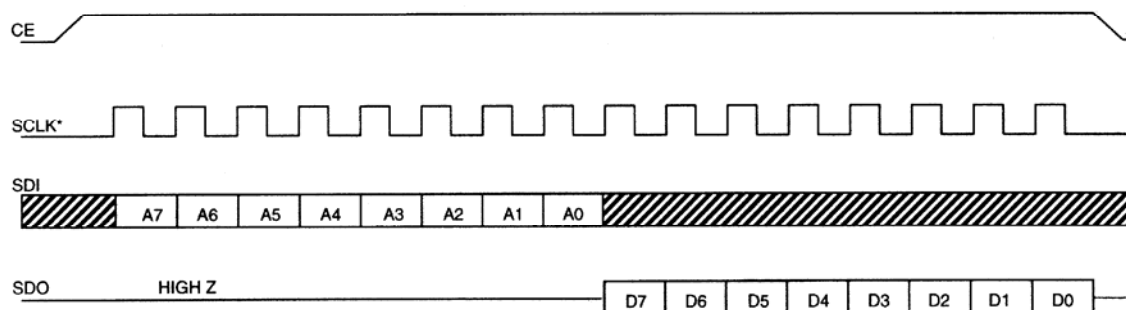 CE
SCLK*
SDI
A7 A6 A5 A4 A3 A2 A1 A0
SDO HIGH Z D7 D6 D5 D4 D3 D2 D1 D0